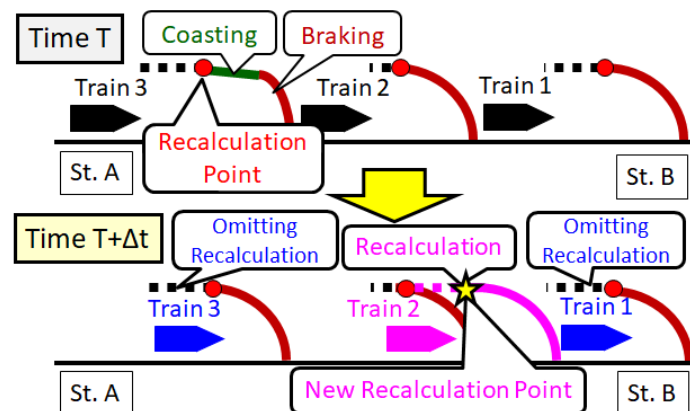 Time T
Coasting
Braking
Train 3
Train 2
Train 1
Recalculation
Point
St. A
St. B
Time T+Δt
Omitting
Recalculation
Recalculation
Omitting
Recalculation
Train 3
Train 2
Train 1
St. A
New Recalculation Point
St. B